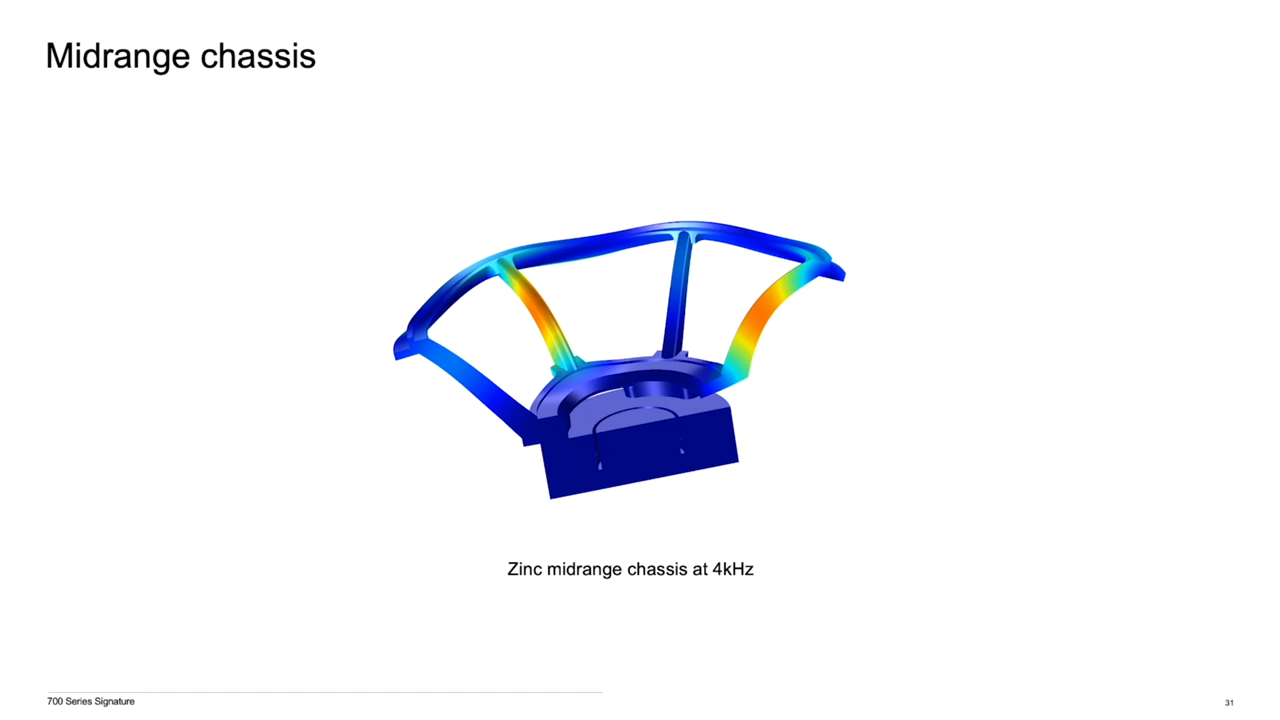 Midrange chassis
Zinc midrange chassis at 4kHz
700 Series Signature
31